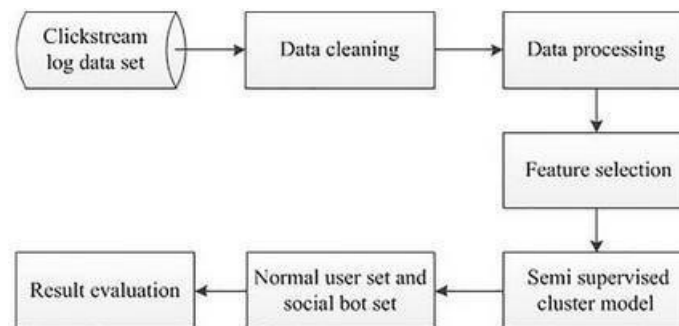 Clickstream
log data set
Data cleaning
Data processing
Feature selection
Semi supervised
cluster model
Normal user set and
social bot set
Result evaluation